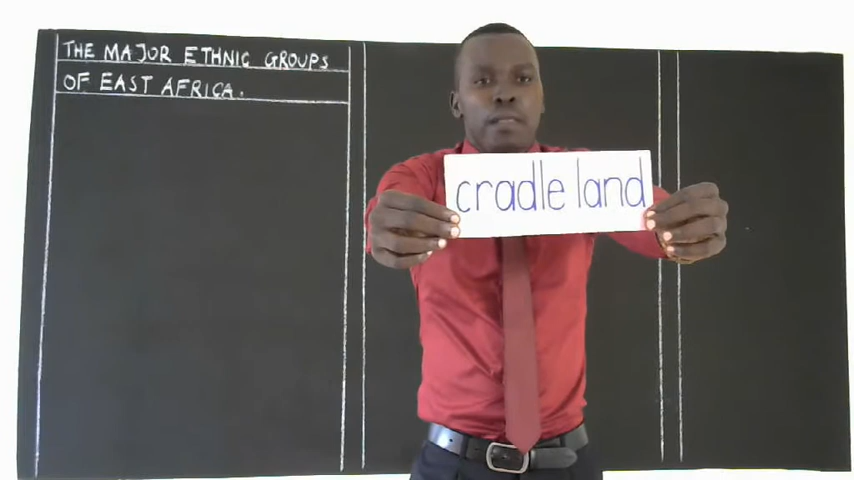 THE MAJOR ETHNIC GROUPS
OF EAST AFRICA.
cradle land